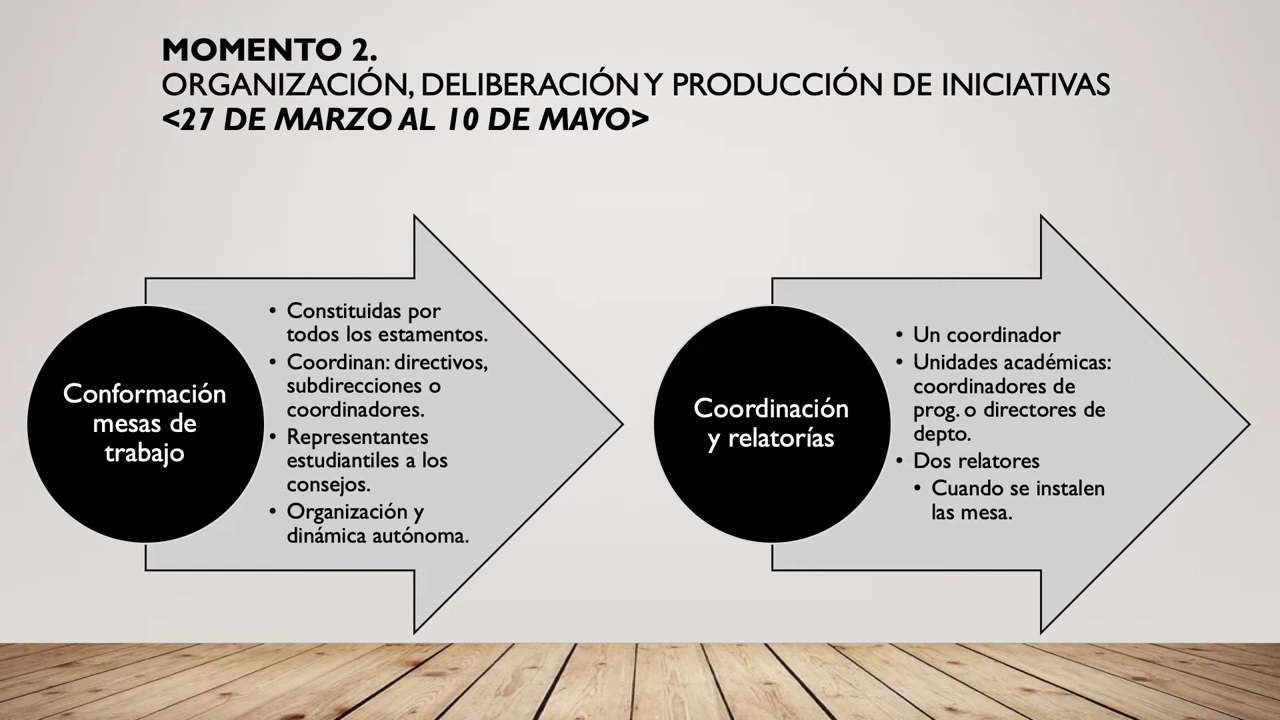 MOMENTO 2.
ORGANIZACIÓN, DELIBERACIÓN Y PRODUCCIÓN DE INICIATIVAS
<27 DE MARZO AL 10 DE MAYO>
Conformación
mesas de
trabajo
• Constituidas por
todos los estamentos.
• Coordinan: directivos,
subdirecciones o
coordinadores.
• Representantes
estudiantiles a los
consejos.
• Organización y
dinámica autónoma.
Coordinación
y relatorías
• Un coordinador
• Unidades académicas:
coordinadores de
prog. o directores de
depto.
• Dos relatores
• Cuando se instalen
las mesa.